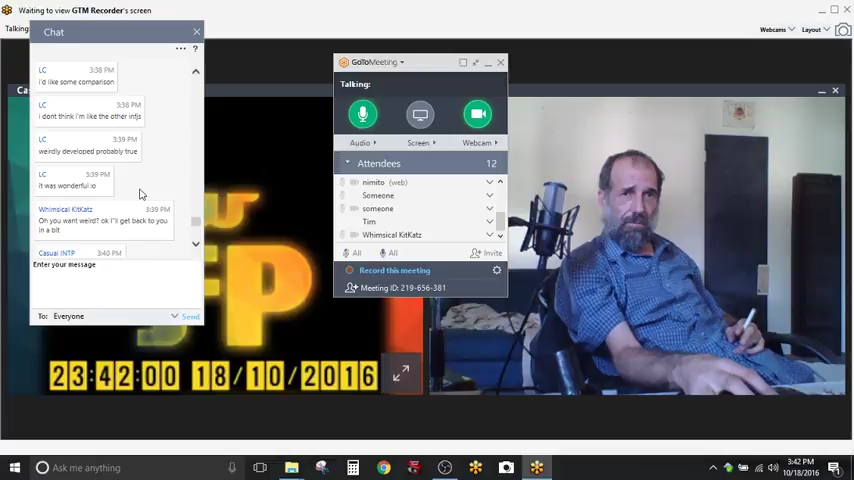 Waiting to view GTM Recorder's screen
Talking:
Webcams
Layout
Chat
?
LC 3:38 PM
i'd like some comparison
LC 3:38 PM
i dont think i'm like the other infjs
LC 3:39 PM
weirdly developed probably true
LC 3:39 PM
it was wonderful :o
Whimsical KitKatz 3:39 PM
Oh you want weird? ok I'll get back to you
in a bit
Casual INTP 3:40 PM
Enter your message
To: Everyone
Send
GoToMeeting
Talking:
Audio
Screen
Webcam
Attendees 12
nimito (web)
Someone
someone
Tim
Whimsical KitKatz
All
All
Invite
Record this meeting
Meeting ID: 219-656-381
23:42:00 18/10/2016
Ask me anything
3:42 PM
10/18/2016